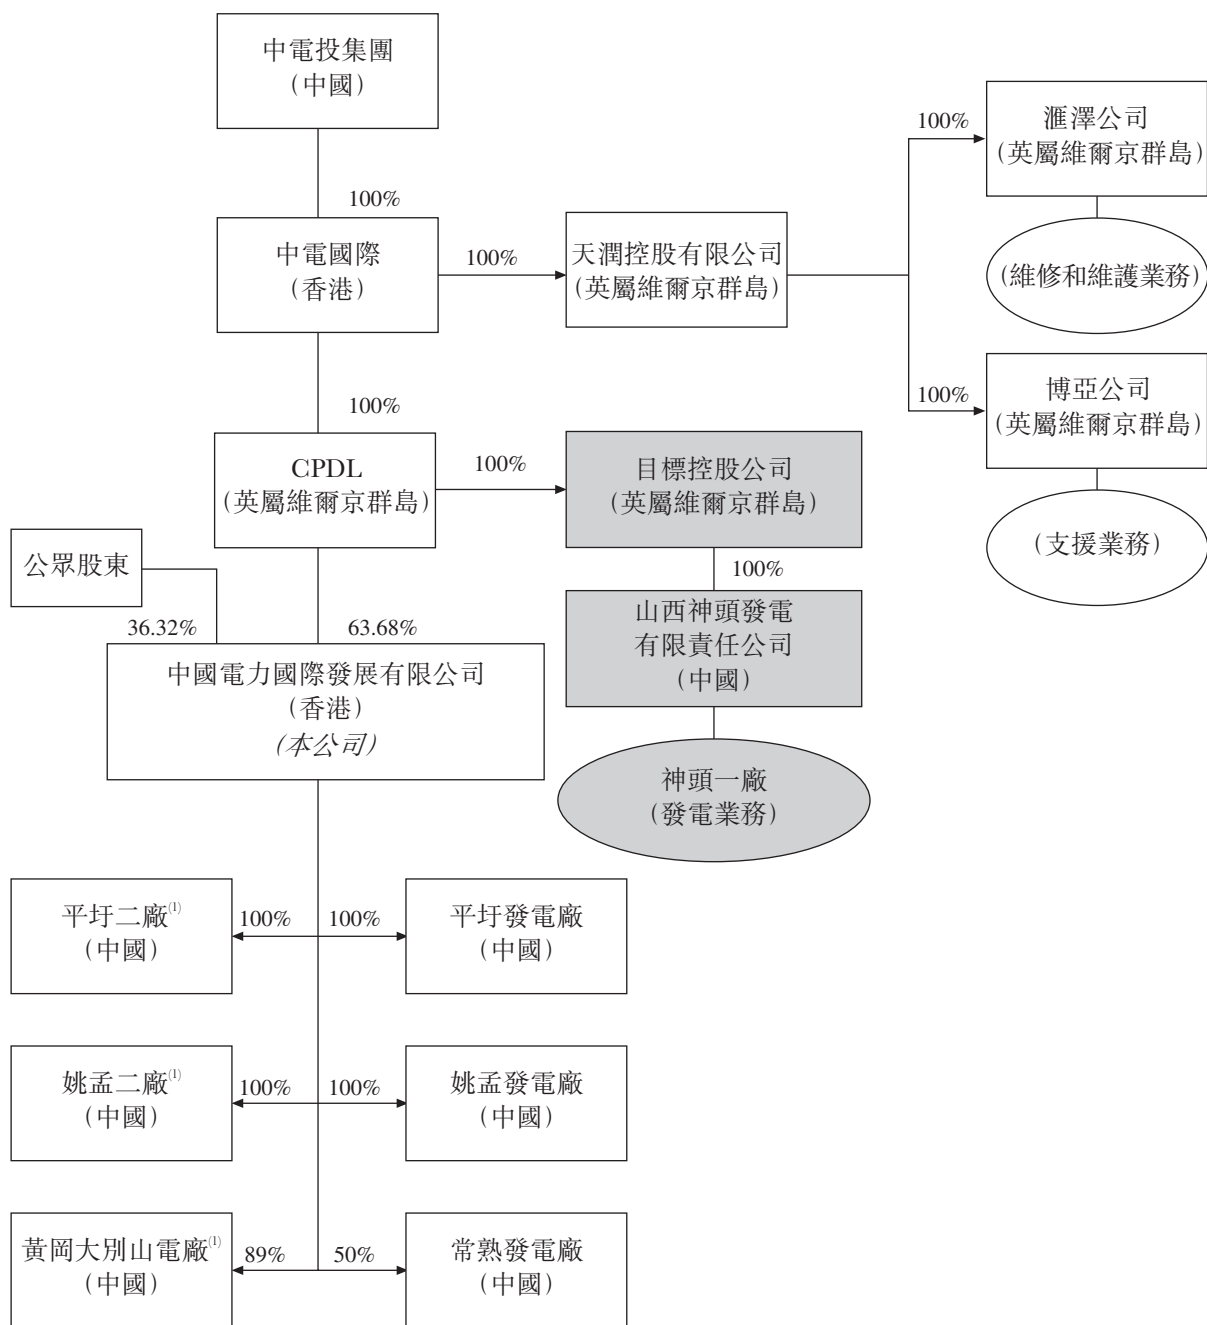 中電投集團
(中國)
100%
中電國際
(香港)
100%
天潤控股有限公司
(英屬維爾京群島)
100%
滙澤公司
(英屬維爾京群島)
(維修和維護業務)
100%
博亞公司
(英屬維爾京群島)
(支援業務)
100%
CPDL
(英屬維爾京群島)
100%
目標控股公司
(英屬維爾京群島)
100%
山西神頭發電
有限責任公司
(中國)
神頭一廠
(發電業務)
公眾股東
36.32%
63.68%
中國電力國際發展有限公司
(香港)
(本公司)
平圩二廠(1)
(中國)
100%
100%
平圩發電廠
(中國)
姚孟二廠(1)
(中國)
100%
100%
姚孟發電廠
(中國)
黃岡大別山電廠(1)
(中國)
89%
50%
常熟發電廠
(中國)